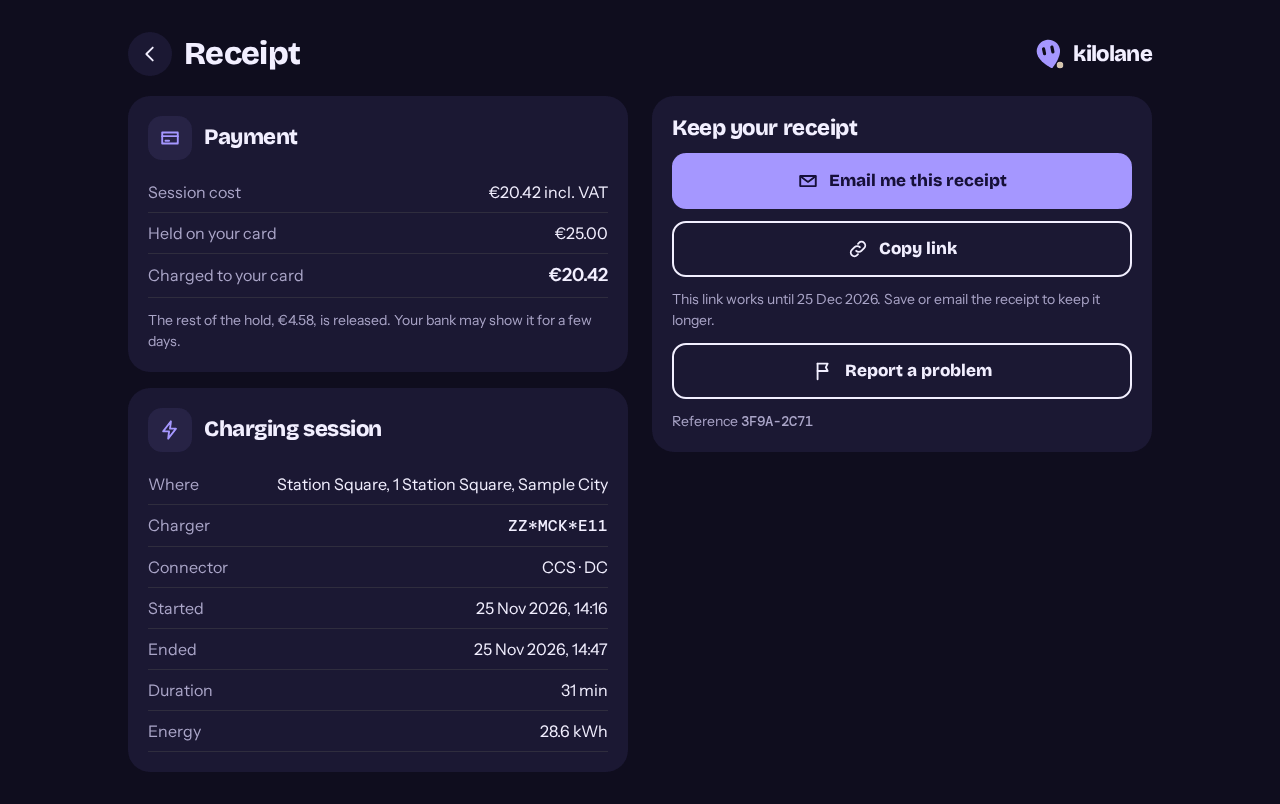 Receipt
kilolane
Payment
Session cost €20.42 incl. VAT
Held on your card €25.00
Charged to your card €20.42
The rest of the hold, €4.58, is released. Your bank may show it for a few
days.
Charging session
Where Station Square, 1 Station Square, Sample City
Charger ZZ*MCK*E11
Connector CCS · DC
Started 25 Nov 2026, 14:16
Ended 25 Nov 2026, 14:47
Duration 31 min
Energy 28.6 kWh
Keep your receipt
Email me this receipt
Copy link
This link works until 25 Dec 2026. Save or email the receipt to keep it
longer.
Report a problem
Reference 3F9A-2C71